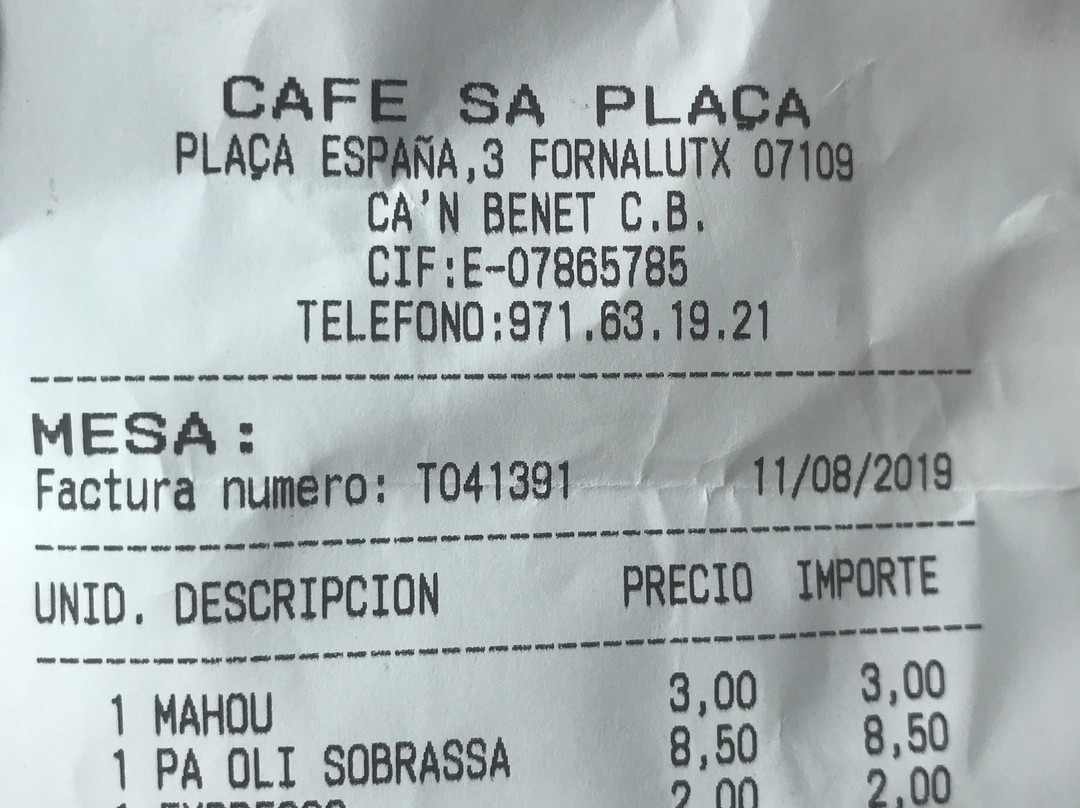 CAFE SA PLAÇA
PLAÇA ESPAÑA,3 FORNALUTX 07109
CA'N BENET C.B.
CIF:E-07865785
TELEFONO:971.63.19.21
MESA:
Factura numero: T041391 11/08/2019
UNID. DESCRIPCION PRECIO IMPORTE
1 MAHOU 3,00 3,00
1 PA OLI SOBRASSA 8,50 8,50
1 EXPRESSO 2,00 2,00